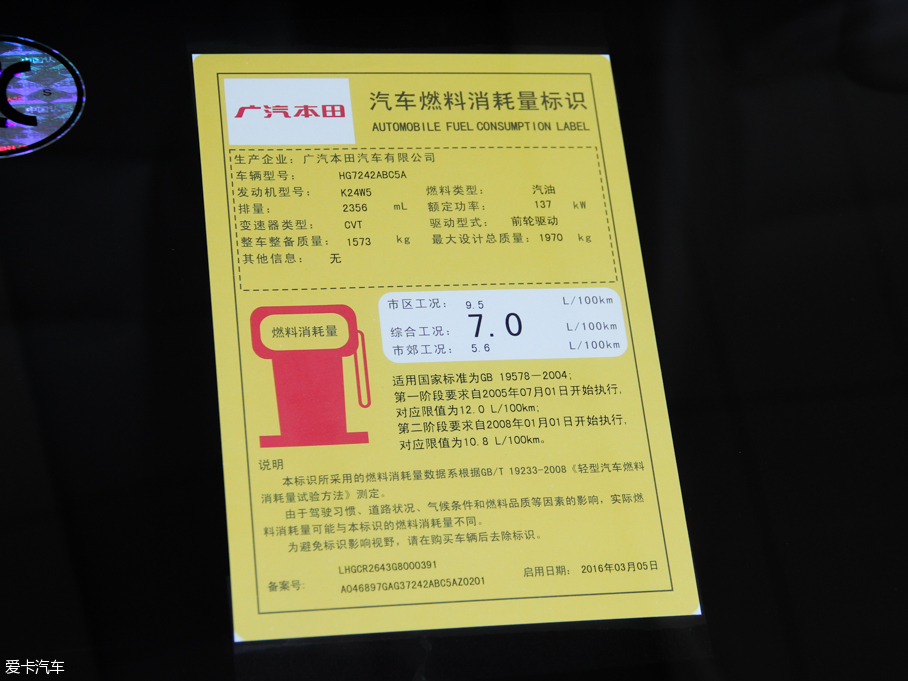 S
广汽本田
汽车燃料消耗量标识
AUTOMOBILE FUEL CONSUMPTION LABEL
生产企业: 广汽本田汽车有限公司
车辆型号: HG7242ABC5A
发动机型号: K24W5 燃料类型: 汽油
排量: 2356 mL 额定功率: 137 kW
变速器类型: CVT 驱动型式: 前轮驱动
整车整备质量: 1573 kg 最大设计总质量: 1970 kg
其他信息: 无
燃料消耗量
市区工况: 9.5 L/100km
综合工况: 7.0 L/100km
市郊工况: 5.6 L/100km
适用国家标准为GB 19578-2004;
第一阶段要求自2005年07月01日开始执行,
对应限值为12.0 L/100km;
第二阶段要求自2008年01月01日开始执行,
对应限值为10.8 L/100km。
说明
本标识所采用的燃料消耗量数据系根据GB/T 19233-2008《轻型汽车燃料
消耗量试验方法》测定。
由于驾驶习惯、道路状况、气候条件和燃料品质等因素的影响, 实际燃
料消耗量可能与本标识的燃料消耗量不同。
为避免标识影响视野, 请在购买车辆后去除标识。
LHGCR2643G8000391
备案号: A046897GAG37242ABC5AZ0201 启用日期: 2016年03月05日
爱卡汽车